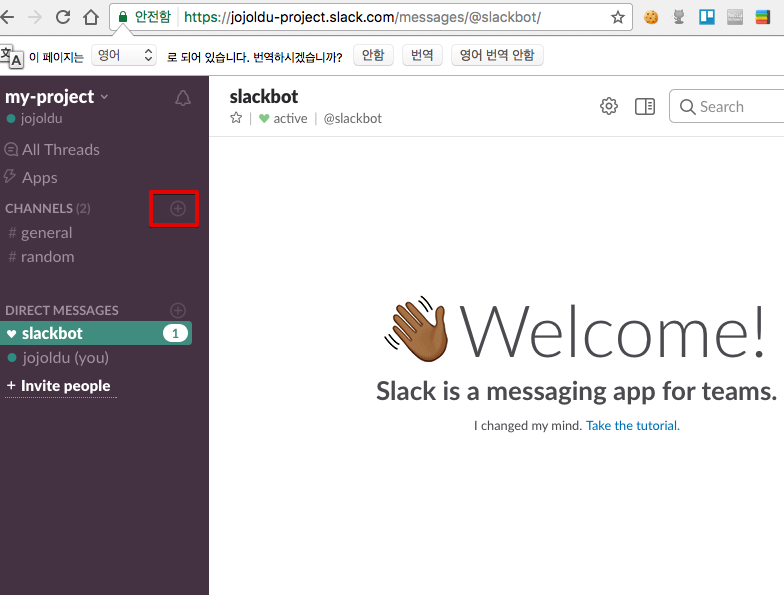 안전함 https://jojoldu-project.slack.com/messages/@slackbot/
文 A 이 페이지는 영어 로 되어 있습니다. 번역하시겠습니까? 안함 번역 영어 번역 안함
my-project
jojoldu
All Threads
Apps
CHANNELS (2)
# general
# random
DIRECT MESSAGES
slackbot 1
jojoldu (you)
+ Invite people
slackbot
active | @slackbot
Search
Welcome!
Slack is a messaging app for teams.
I changed my mind. Take the tutorial.